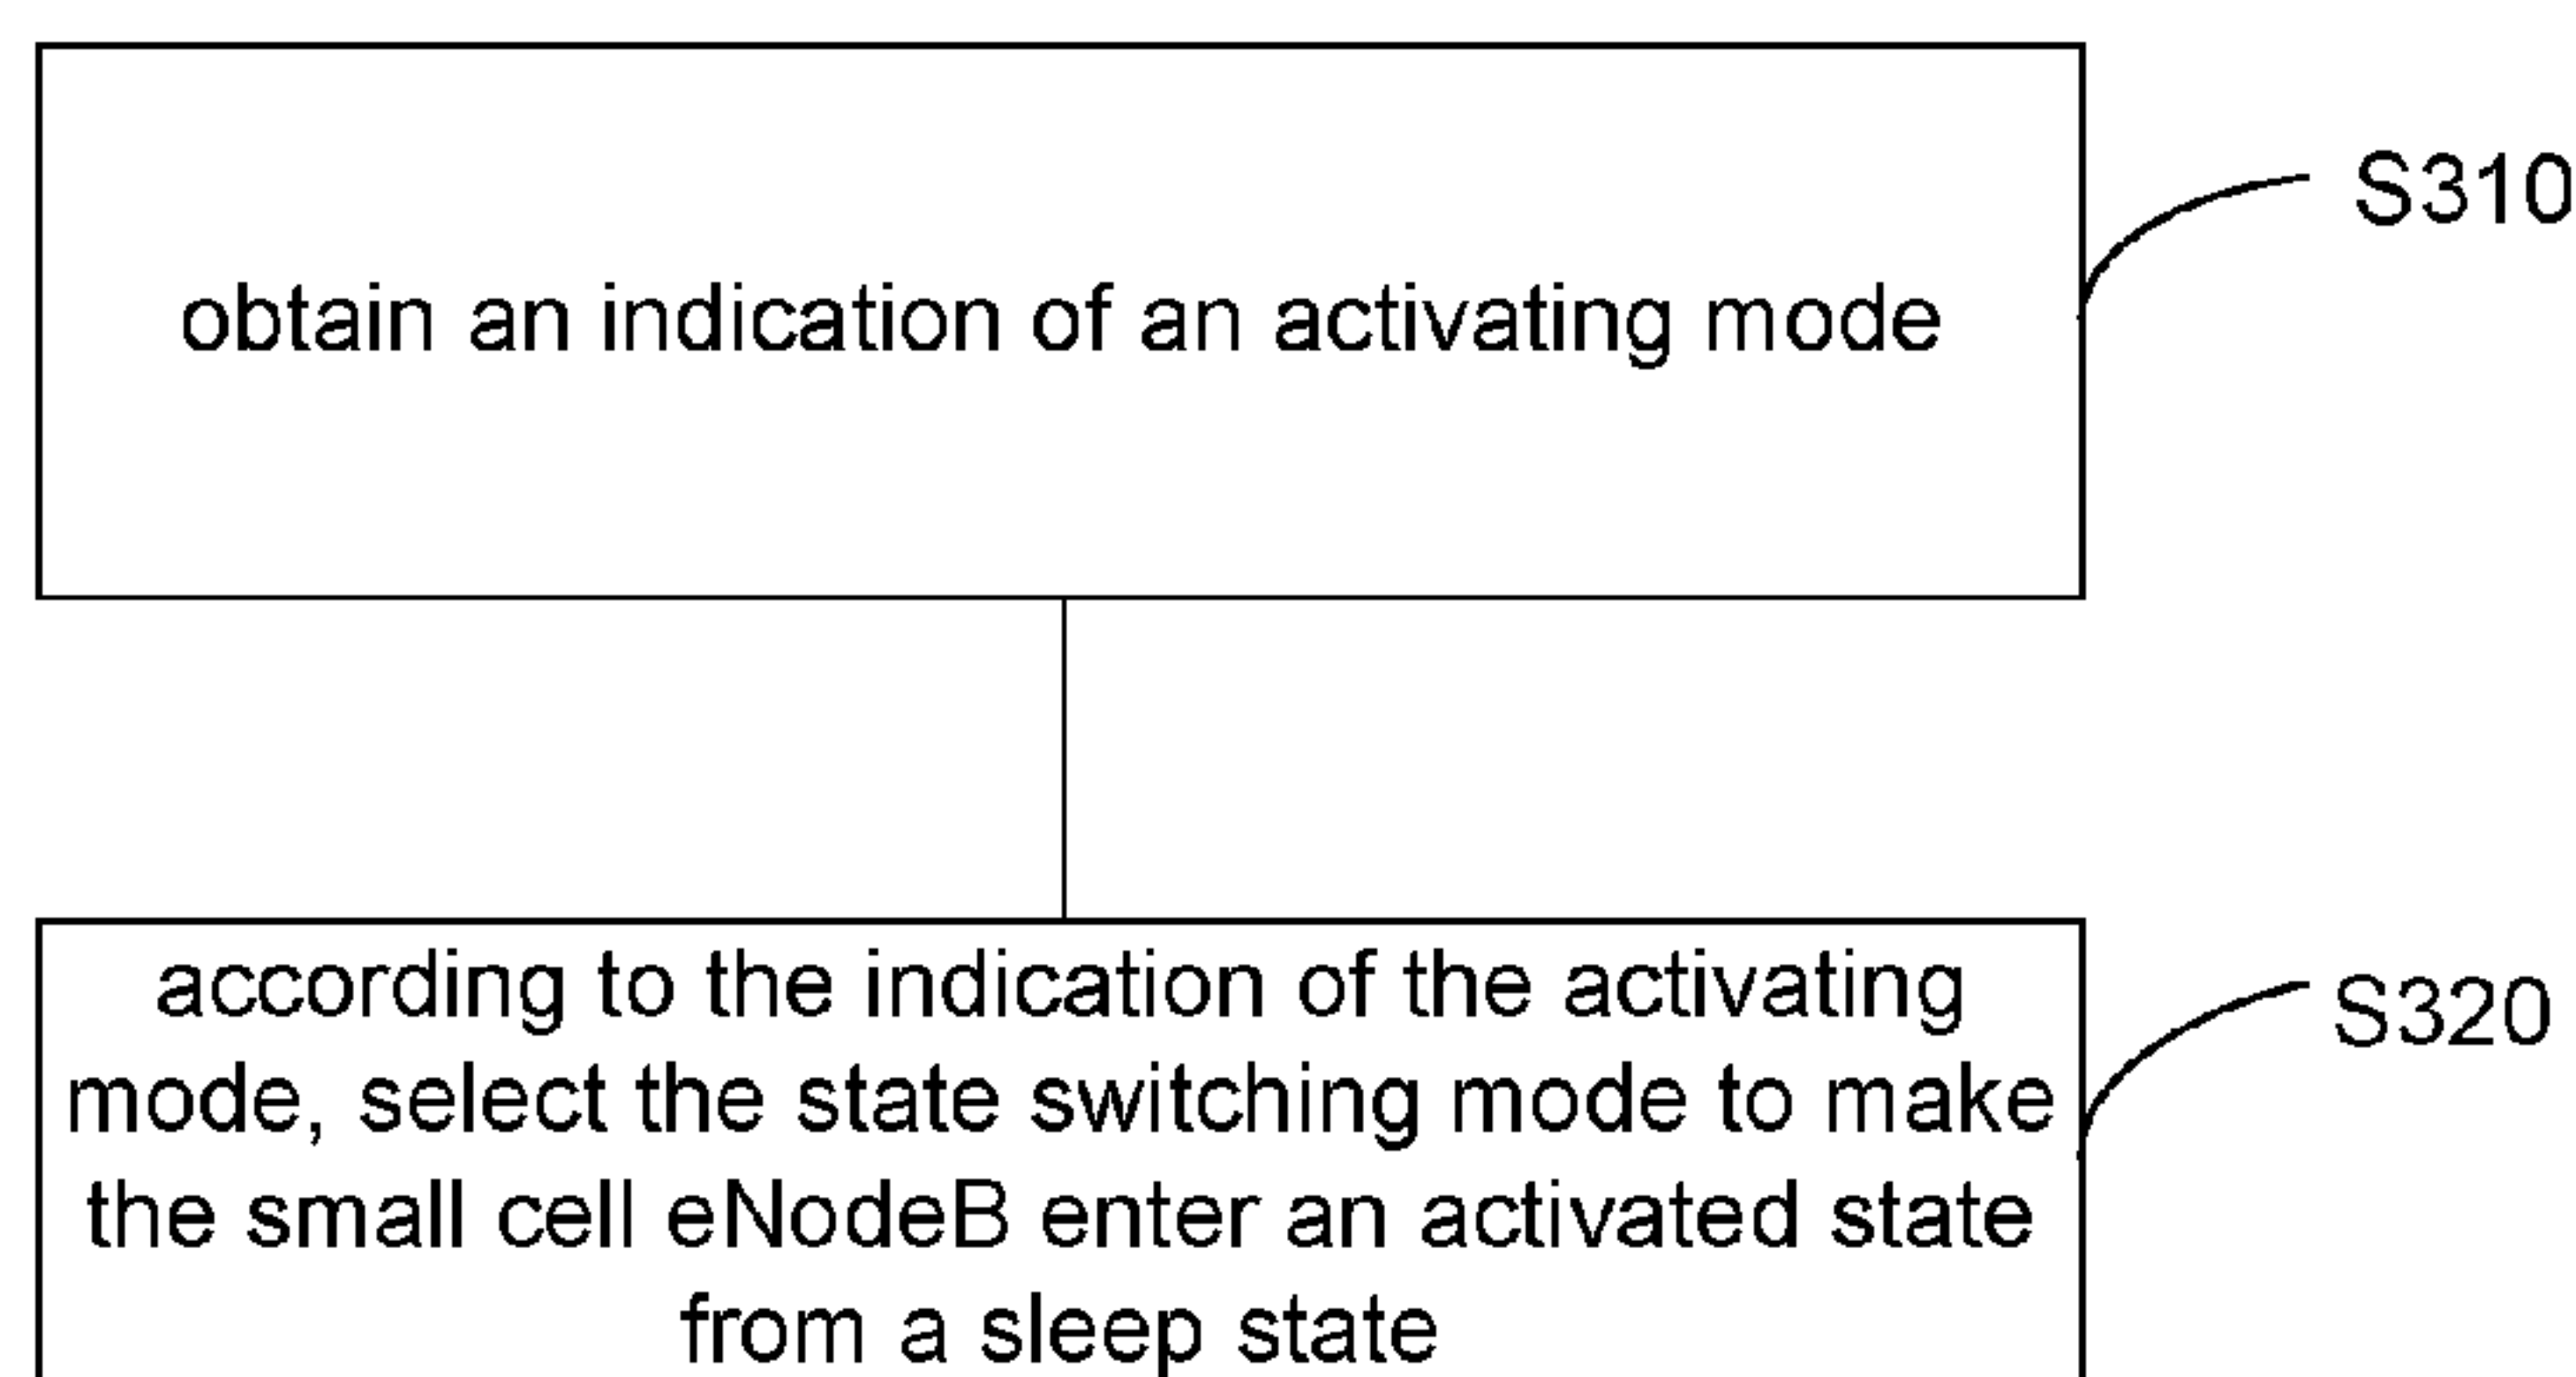 S310
obtain an indication of an activating mode
according to the indication of the activating
S320
mode, select the state switching mode to make
the small cell eNodeB enter an activated state
from a sleep state